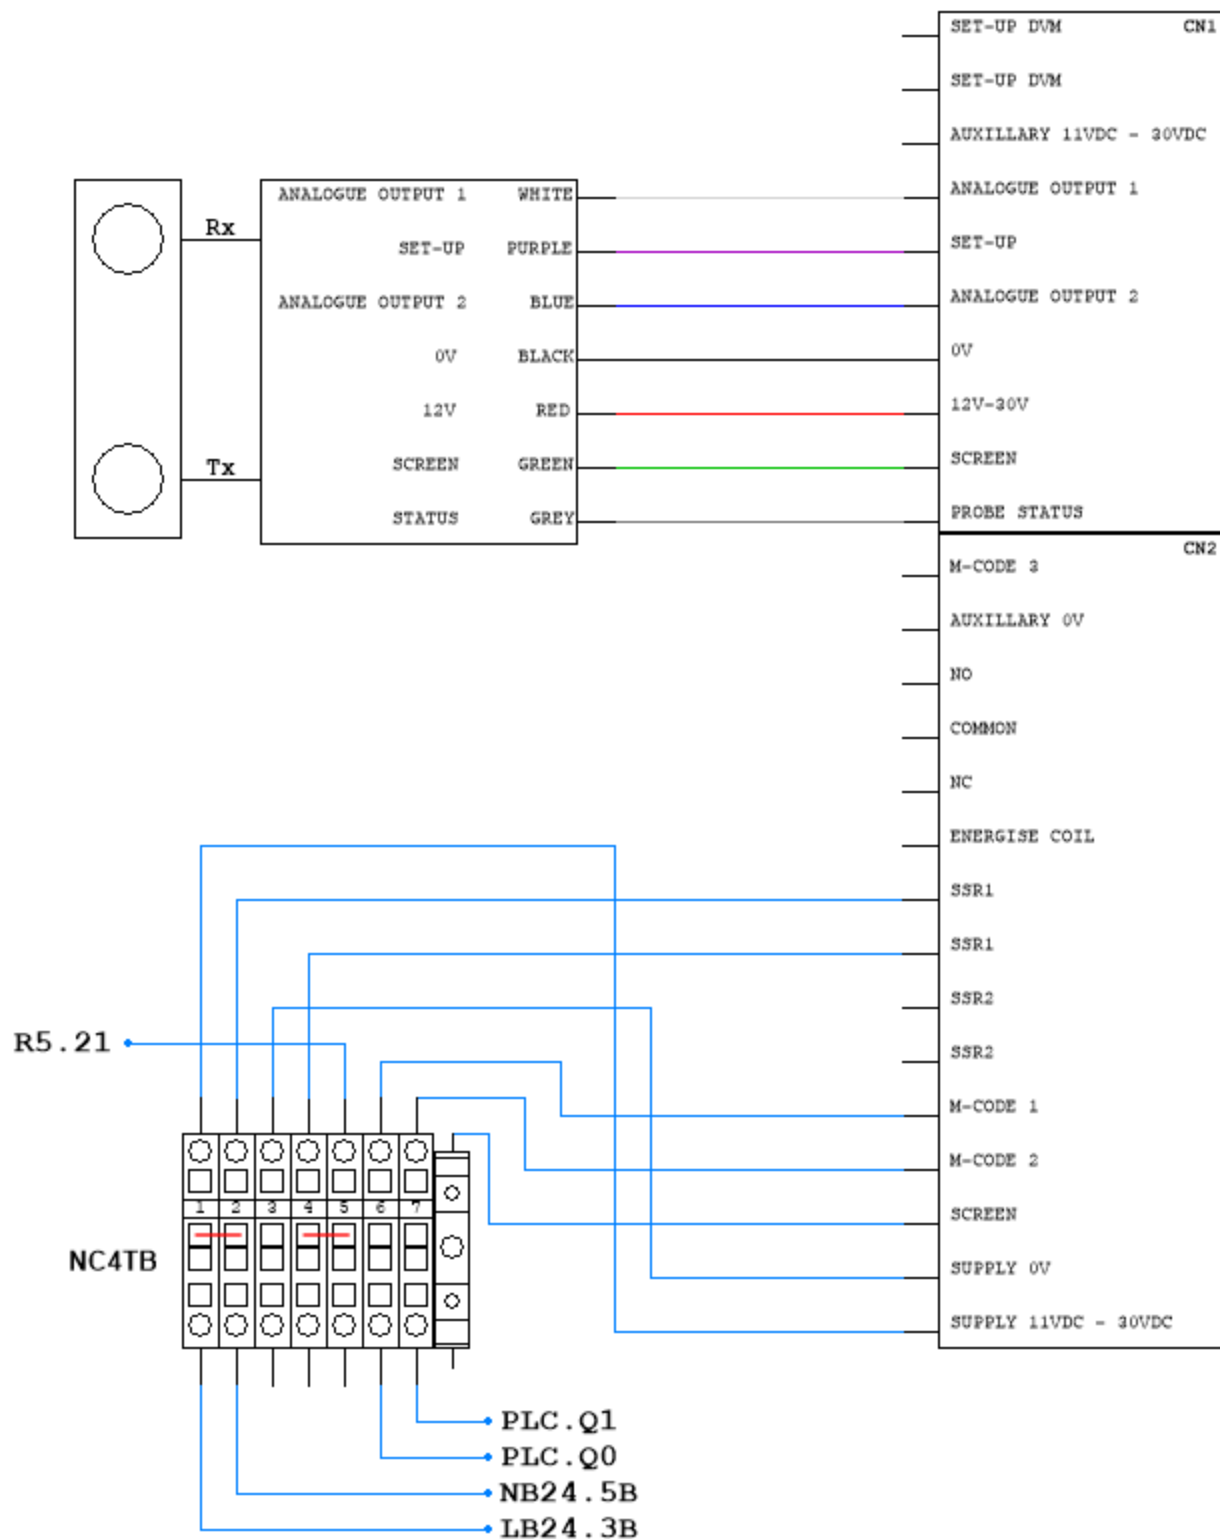 SET-UP DVM CN1
SET-UP DVM
AUXILLARY 11VDC - 30VDC
ANALOGUE OUTPUT 1 WHITE ANALOGUE OUTPUT 1
Rx
SET-UP PURPLE SET-UP
ANALOGUE OUTPUT 2 BLUE ANALOGUE OUTPUT 2
0V BLACK 0V
12V RED 12V-30V
Tx
SCREEN GREEN SCREEN
STATUS GREY PROBE STATUS
CN2
M-CODE 3
AUXILLARY 0V
NO
COMMON
NC
ENERGISE COIL
SSR1
SSR1
SSR2
R5.21
SSR2
M-CODE 1
M-CODE 2
1 2 3 4 5 6 7
SCREEN
NC4TB
SUPPLY 0V
SUPPLY 11VDC - 30VDC
PLC.Q1
PLC.Q0
NB24.5B
LB24.3B